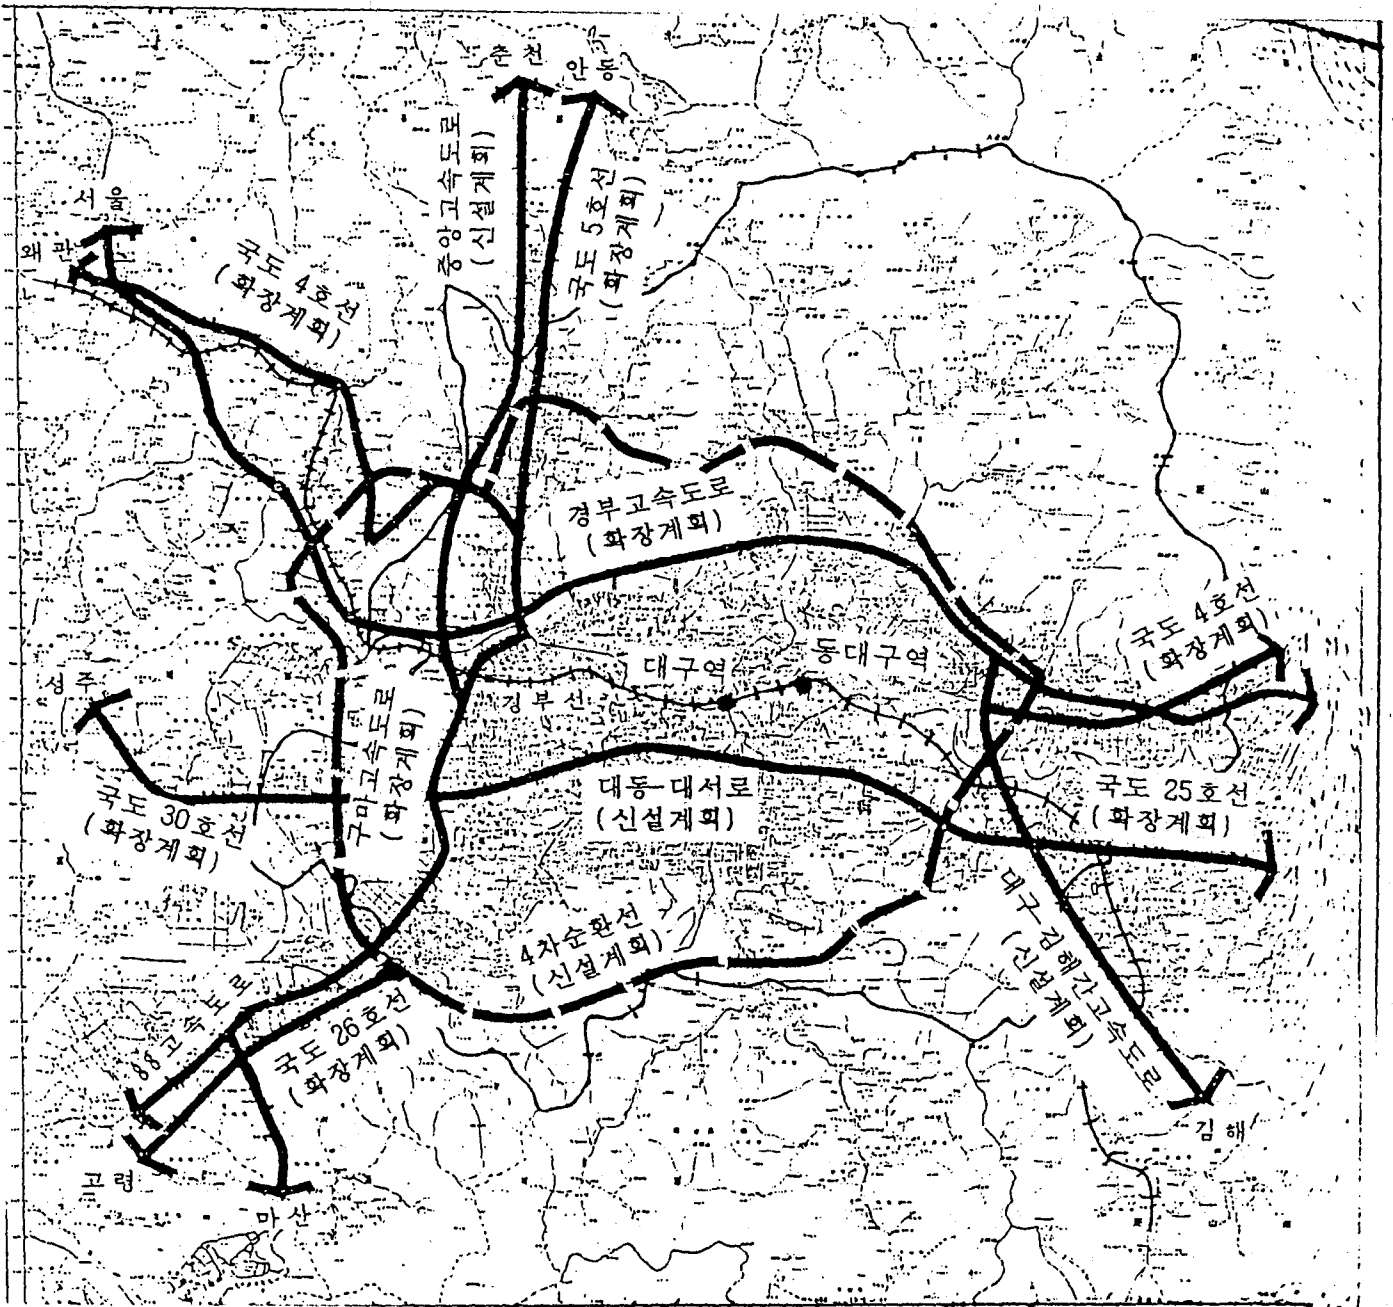 춘천
안동
중앙고속도로
(신설계획)
국도 5호선
(확장계획)
서울
왜관
국도 4호선
(확장계획)
경부고속도로
(확장계획)
국도 4호선
(확장계획)
대구역
동대구역
경부선
성주
구마고속도로
(확장계획)
국도 30호선
(확장계획)
대동-대서로
(신설계획)
국도 25호선
(확장계획)
4차순환선
(신설계획)
대구-김해간고속도로
(신설계획)
88고속도로
국도 26호선
(확장계획)
고령
마산
김해